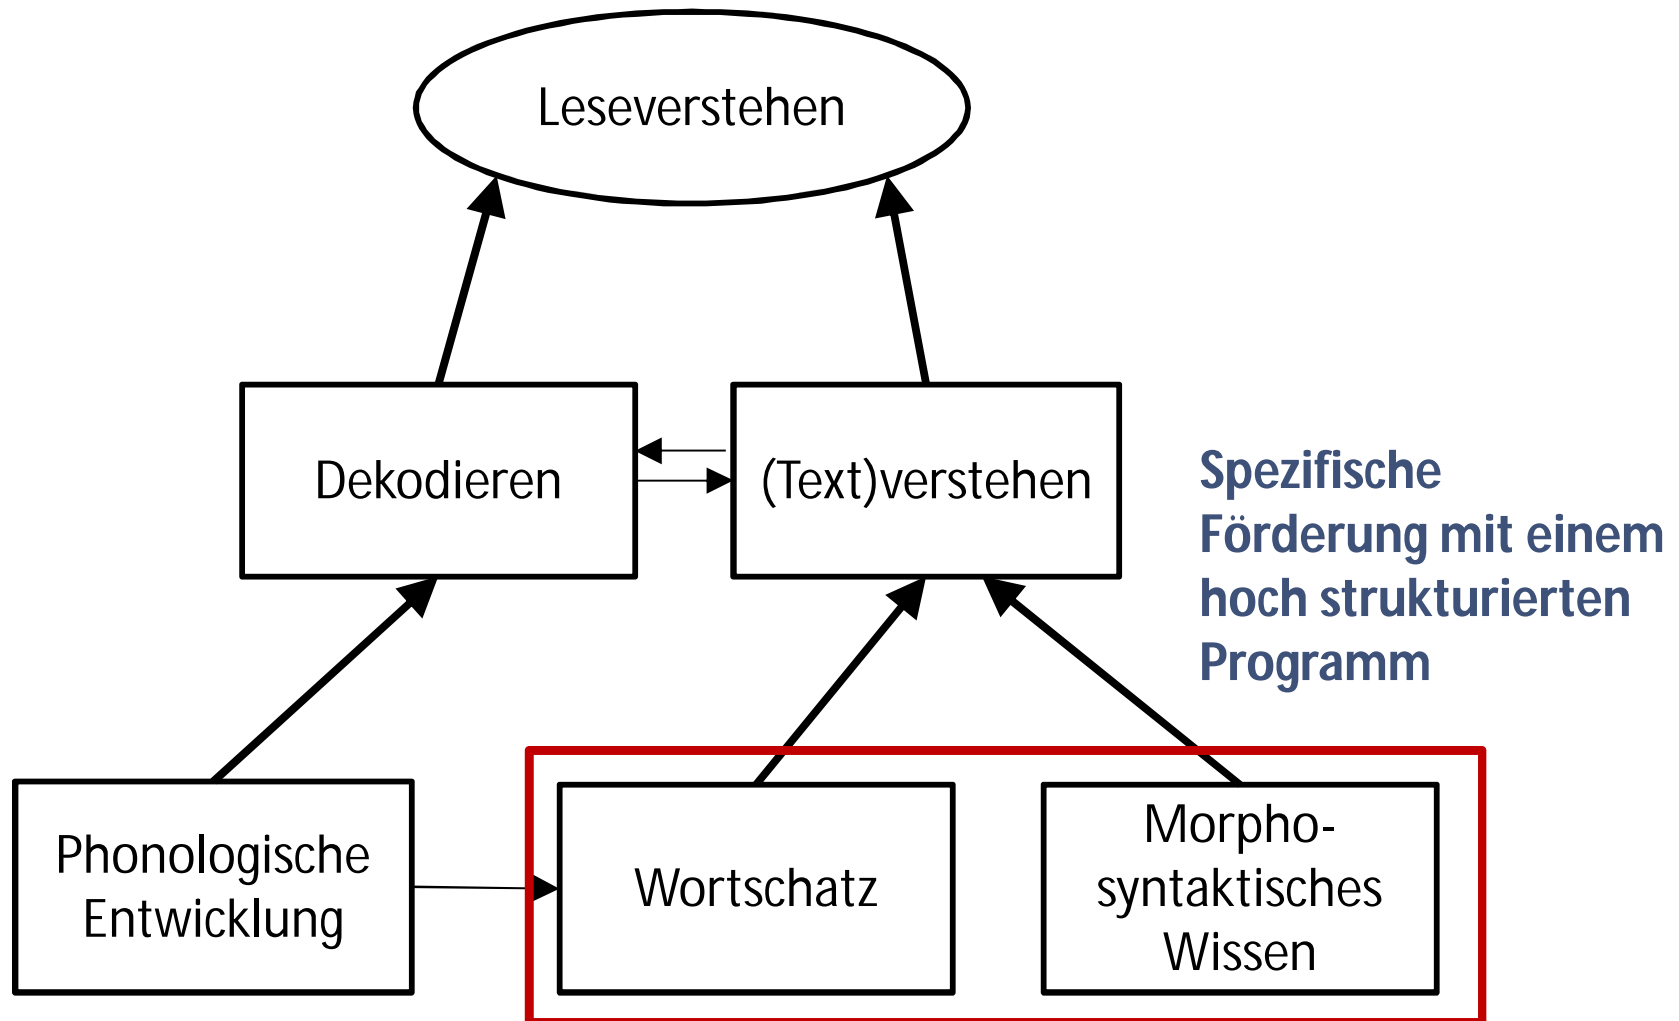 Leseverstehen
Dekodieren
(Text)verstehen
Spezifische
Förderung mit einem
hoch strukturierten
Programm
Phonologische
Entwicklung
Wortschatz
Morpho-
syntaktisches
Wissen